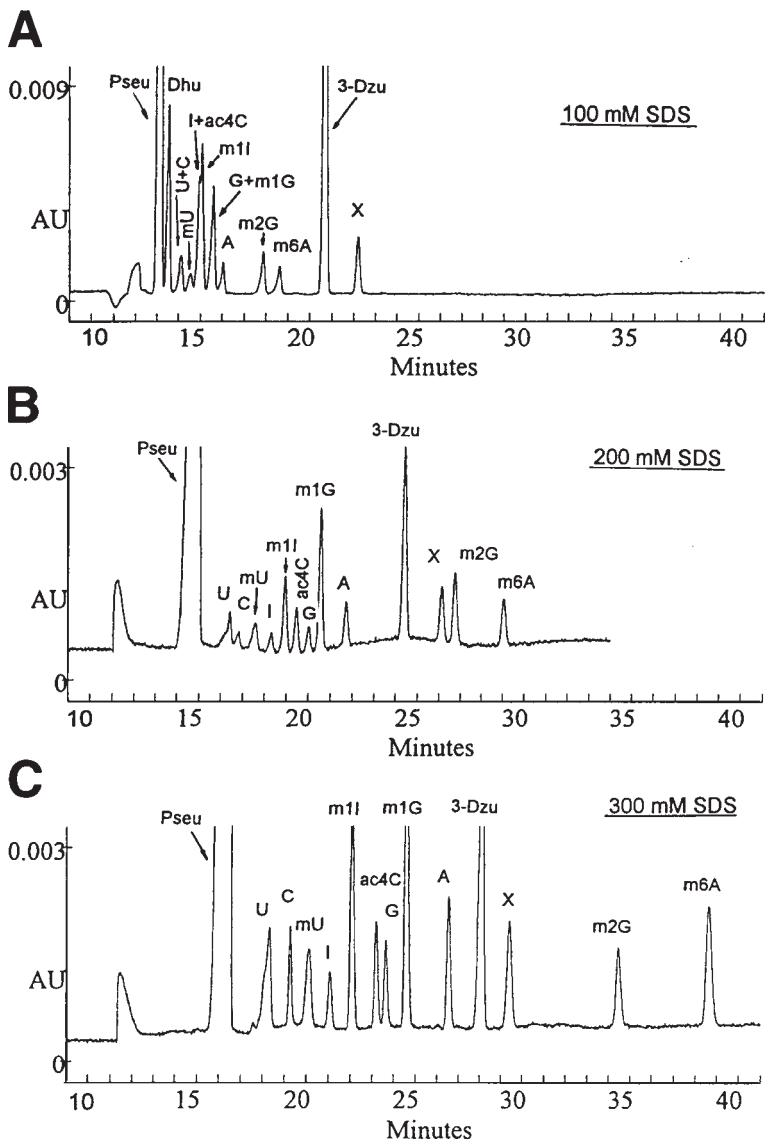 A
Pseu
Dhu
3-Dzu
0.009
100 mM SDS
I+ac4C
m1I
U+C
G+m1G
mU
X
AU
A
m2G
m6A
0
10 15 20 25 30 35 40
Minutes
B
3-Dzu
Pseu
200 mM SDS
0.003
m1G
m1I
ac4C
X
m2G
mU
U
C
I
G
A
m6A
AU
0
10 15 20 25 30 35 40
Minutes
C
Pseu
m1I
m1G
3-Dzu
300 mM SDS
0.003
ac4C
A
m6A
U
C
G
X
mU
I
m2G
AU
0
10 15 20 25 30 35 40
Minutes